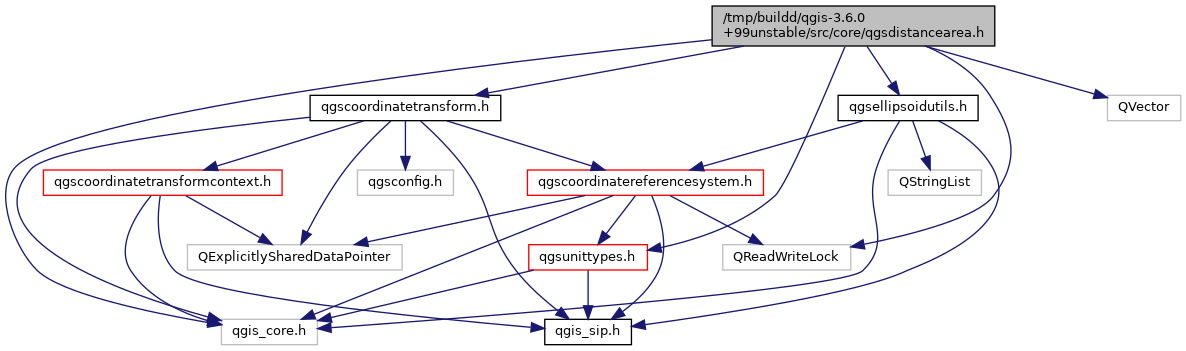 /tmp/buildd/qgis-3.6.0
+99unstable/src/core/qgsdistancearea.h
qgscoordinatetransform.h
qgsellipsoidutils.h
QVector
qgscoordinatetransformcontext.h
qgsconfig.h
qgscoordinatereferencesystem.h
QStringList
QExplicitlySharedDataPointer
qgsunittypes.h
QReadWriteLock
qgis_core.h
qgis_sip.h